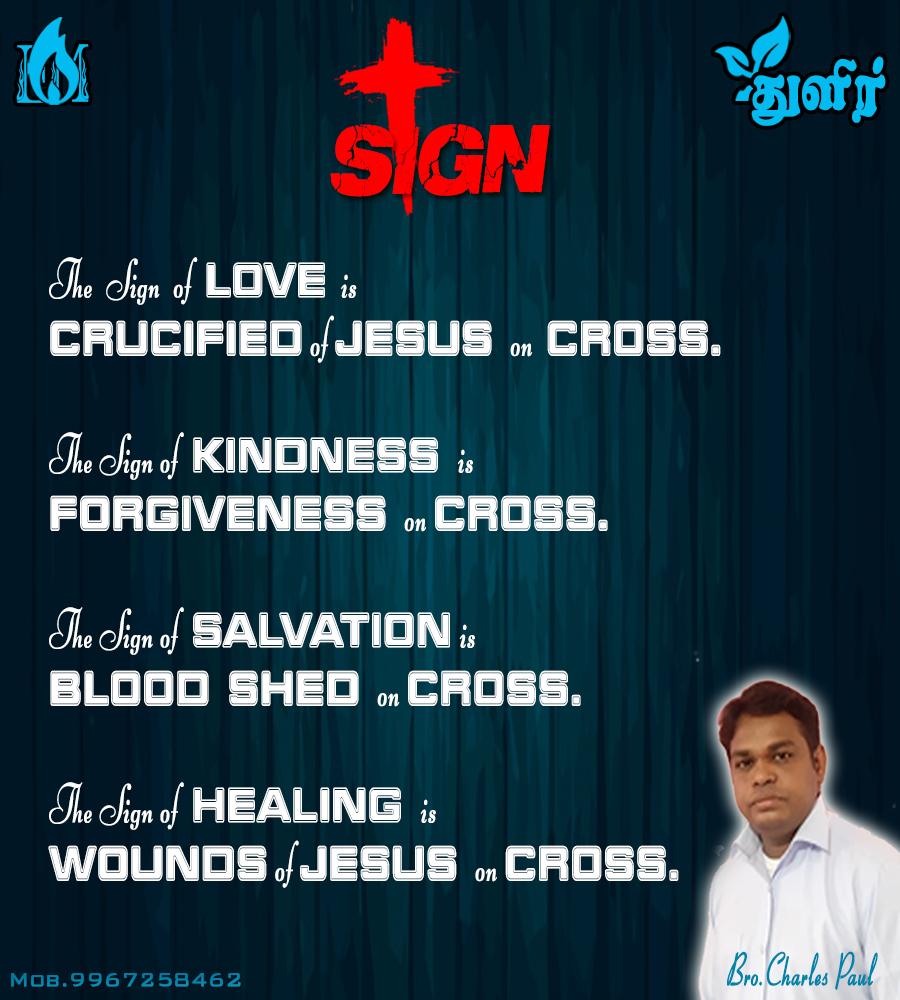 LM
துளிர்
SIGN
The Sign of LOVE is
CRUCIFIED of JESUS on CROSS.
The Sign of KINDNESS is
FORGIVENESS on CROSS.
The Sign of SALVATION is
BLOOD SHED on CROSS.
The Sign of HEALING is
WOUNDS of JESUS on CROSS.
Bro.Charles Paul
Mob.9967258462